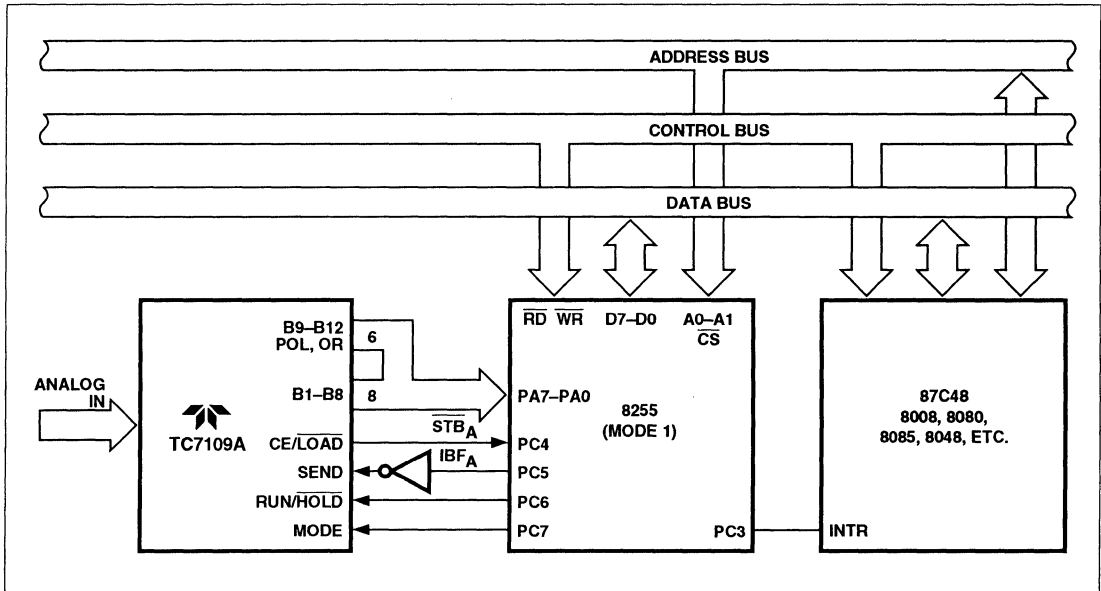 ADDRESS BUS
CONTROL BUS
DATA BUS
ANALOG
IN
TC7109A
B9–B12
POL, OR
6
B1–B8
8
CE/LOAD
SEND
RUN/HOLD
MODE
STBA
IBFA
RD WR D7–D0 A0–A1
CS
PA7–PA0
8255
(MODE 1)
PC4
PC5
PC6
PC7
PC3
87C48
8008, 8080,
8085, 8048, ETC.
INTR